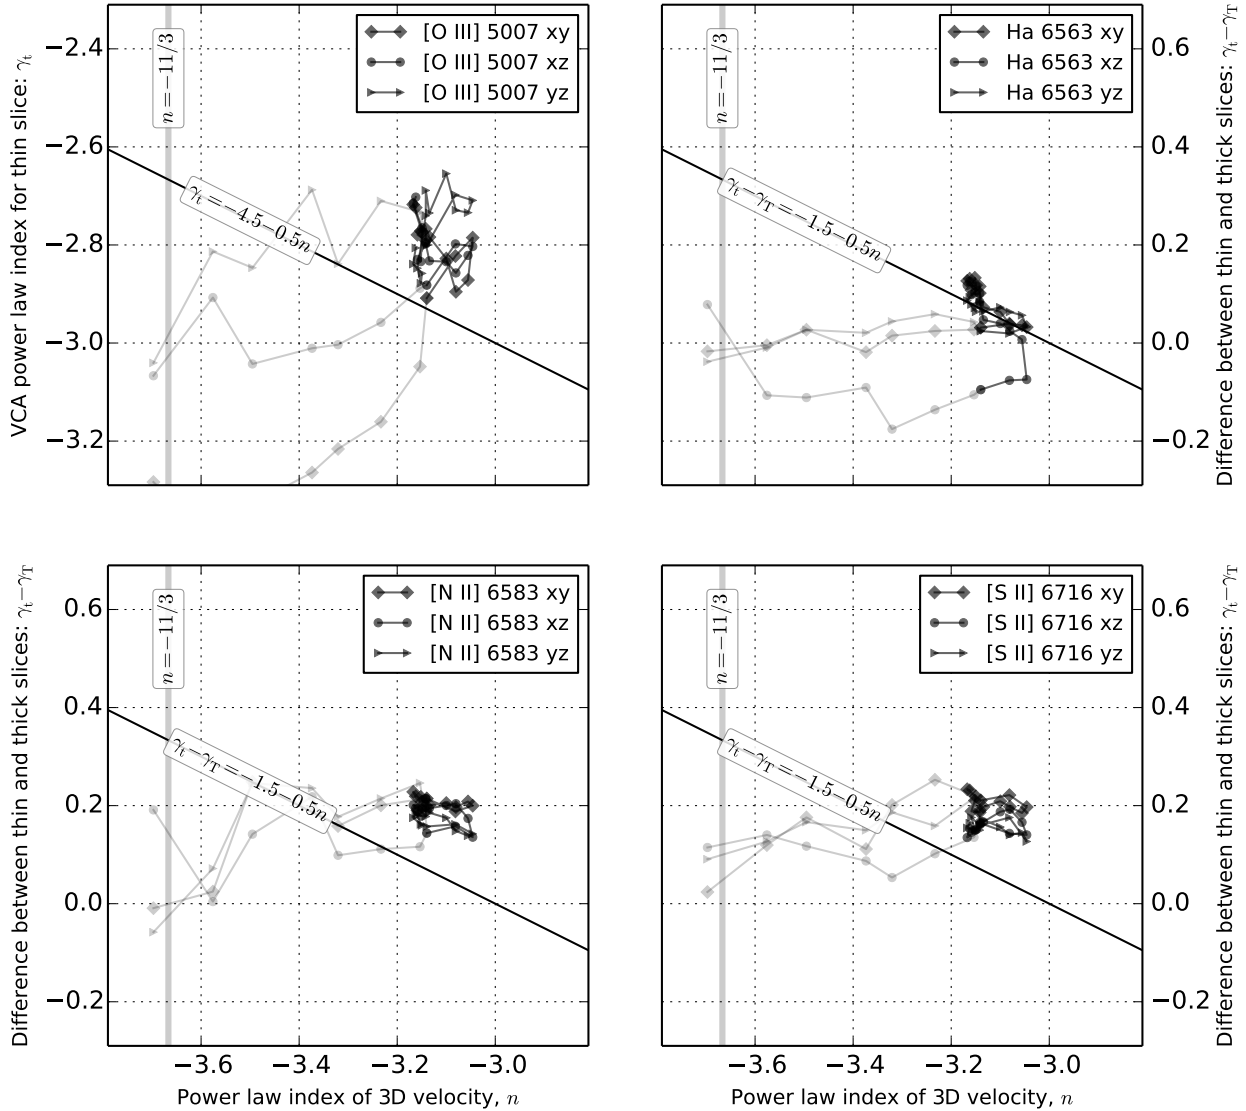 [O III] 5007 xy
[O III] 5007 xz
[O III] 5007 yz
n=−11/3
γt=−4.5−0.5n
−2.4
−2.6
−2.8
−3.0
−3.2
VCA power law index for thin slice: γt
Ha 6563 xy
Ha 6563 xz
Ha 6563 yz
n=−11/3
γt−γT=−1.5−0.5n
0.6
0.4
0.2
0.0
−0.2
Difference between thin and thick slices: γt−γT
[N II] 6583 xy
[N II] 6583 xz
[N II] 6583 yz
n=−11/3
γt−γT=−1.5−0.5n
0.6
0.4
0.2
0.0
−0.2
Difference between thin and thick slices: γt−γT
−3.6 −3.4 −3.2 −3.0
Power law index of 3D velocity, n
[S II] 6716 xy
[S II] 6716 xz
[S II] 6716 yz
n=−11/3
γt−γT=−1.5−0.5n
0.6
0.4
0.2
0.0
−0.2
Difference between thin and thick slices: γt−γT
−3.6 −3.4 −3.2 −3.0
Power law index of 3D velocity, n